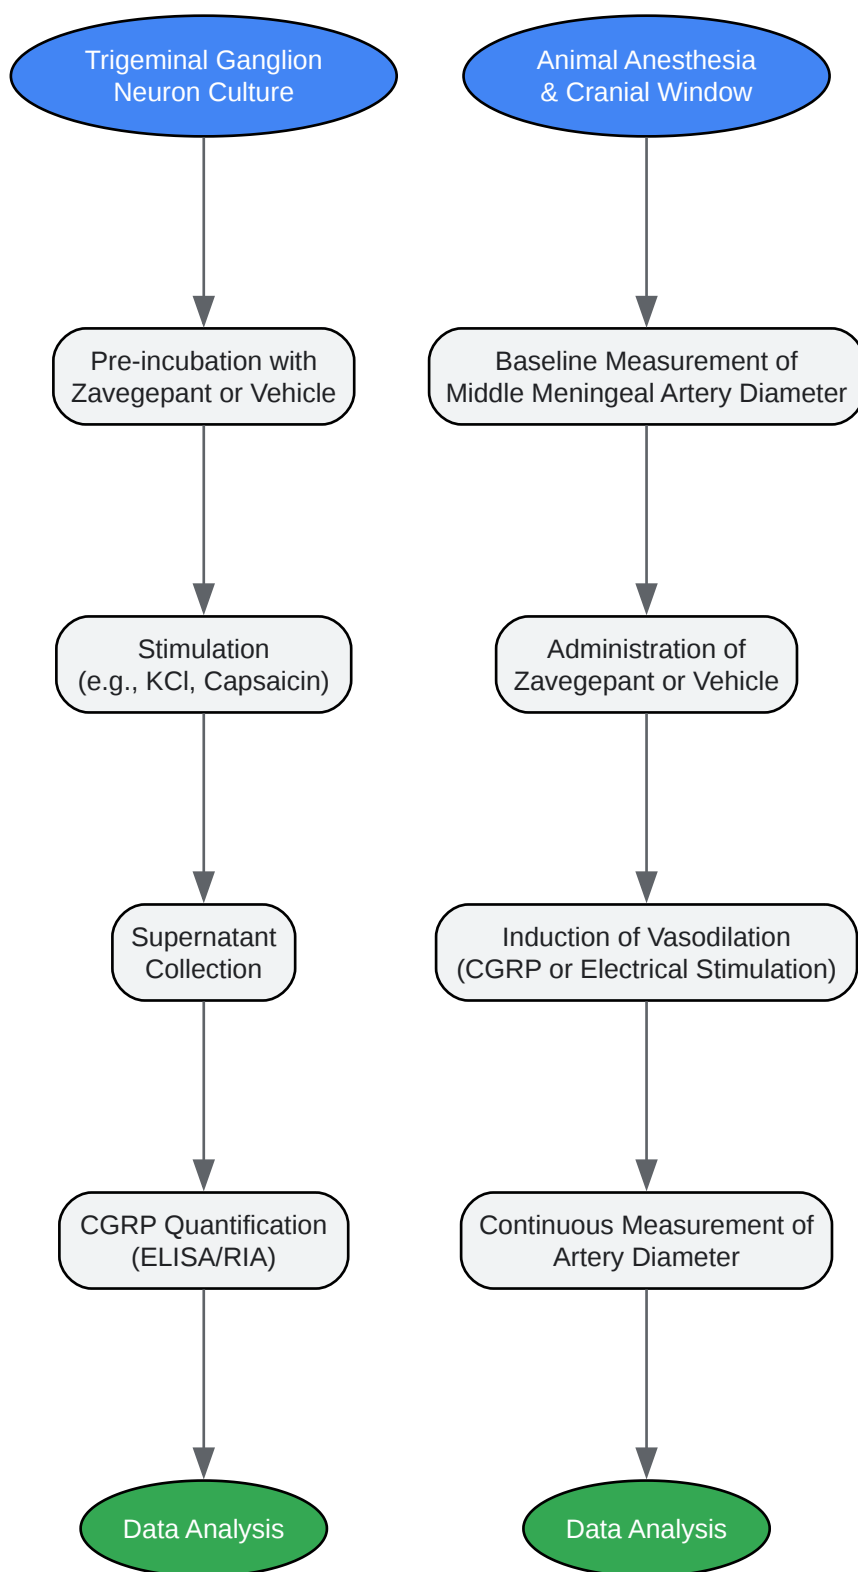 Trigeminal Ganglion
Neuron Culture
Pre-incubation with
Zavegepant or Vehicle
Stimulation
(e.g., KCl, Capsaicin)
Supernatant
Collection
CGRP Quantification
(ELISA/RIA)
Data Analysis
Animal Anesthesia
& Cranial Window
Baseline Measurement of
Middle Meningeal Artery Diameter
Administration of
Zavegepant or Vehicle
Induction of Vasodilation
(CGRP or Electrical Stimulation)
Continuous Measurement of
Artery Diameter
Data Analysis